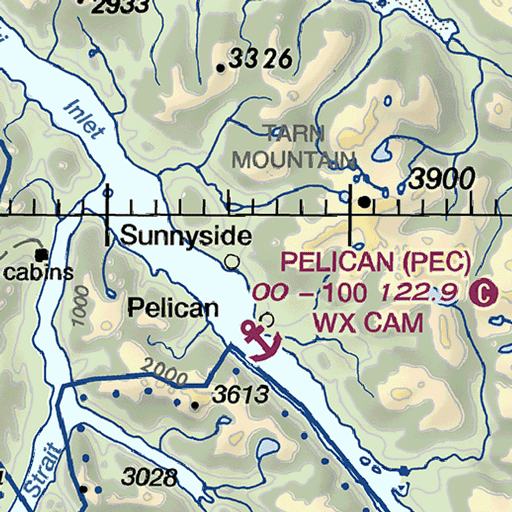 2933
3326
Inlet
TARN
MOUNTAIN
3900
Sunnyside
cabins
PELICAN (PEC)
00 - 100 122.9 C
WX CAM
1000
Pelican
2000
3613
3028
Strait